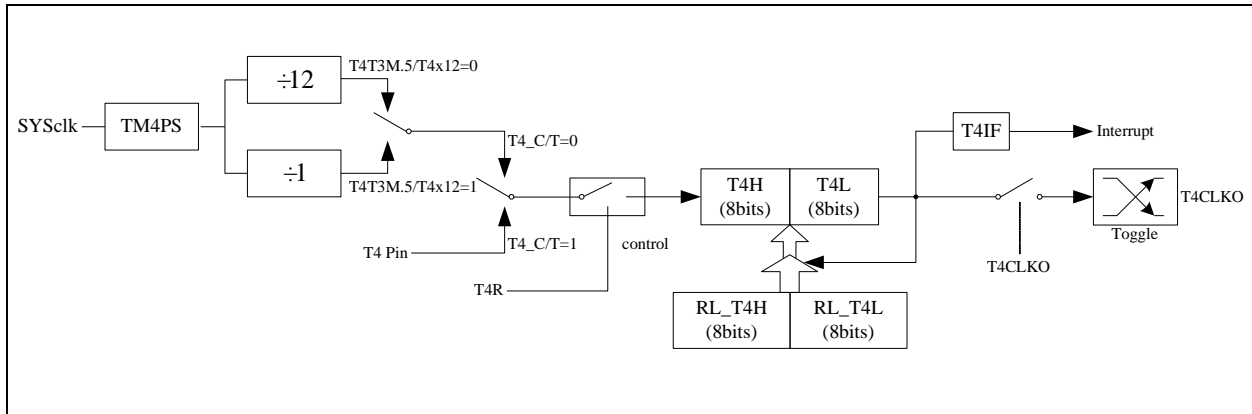 SYSclk
TM4PS
÷12
T4T3M.5/T4x12=0
÷1
T4T3M.5/T4x12=1
T4_C/T=0
T4_C/T=1
T4 Pin
T4R
control
T4H
(8bits)
T4L
(8bits)
RL_T4H
(8bits)
RL_T4L
(8bits)
T4IF
Interrupt
T4CLKO
Toggle
T4CLKO